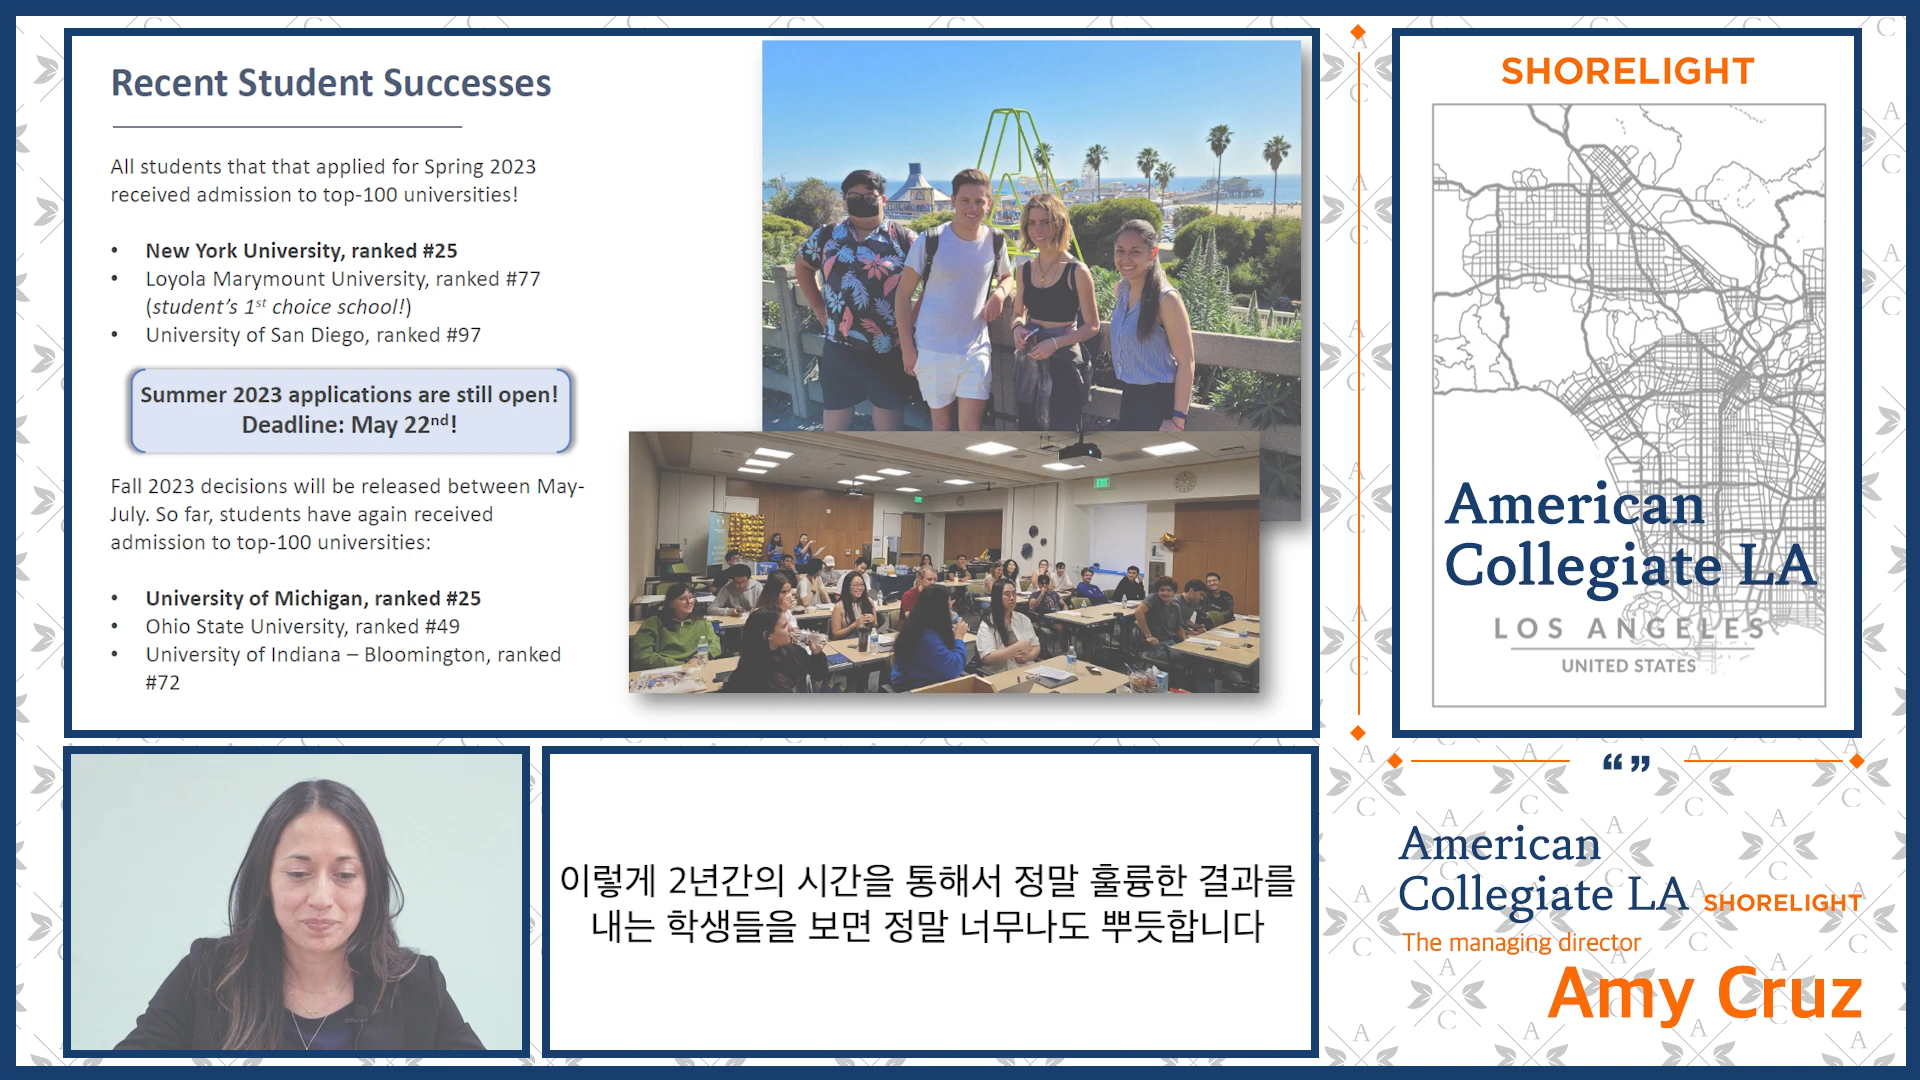 Recent Student Successes
All students that that applied for Spring 2023
received admission to top-100 universities!
• New York University, ranked #25
• Loyola Marymount University, ranked #77
(student's 1st choice school!)
• University of San Diego, ranked #97
Summer 2023 applications are still open!
Deadline: May 22nd!
Fall 2023 decisions will be released between May-
July. So far, students have again received
admission to top-100 universities:
• University of Michigan, ranked #25
• Ohio State University, ranked #49
• University of Indiana – Bloomington, ranked
#72
SHORELIGHT
American
Collegiate LA
LOS ANGELES
UNITED STATES
이렇게 2년간의 시간을 통해서 정말 훌륭한 결과를
내는 학생들을 보면 정말 너무나도 뿌듯합니다
“ ”
American
Collegiate LA SHORELIGHT
The managing director
Amy Cruz